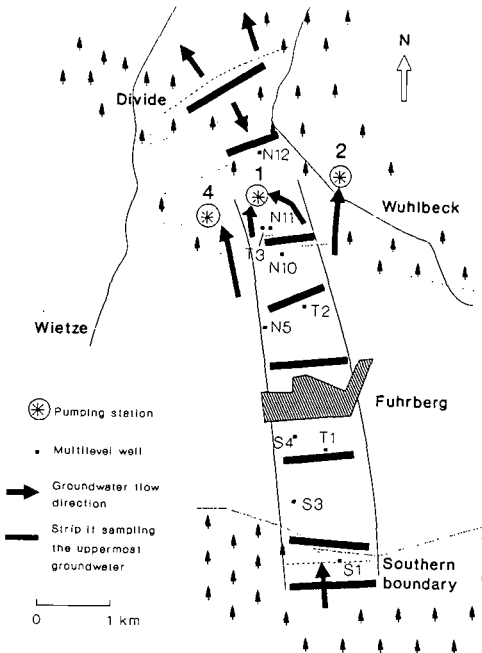 N
Divide
N12
2
1
4
Wuhlbeck
N11
T3
N10
T2
Wietze
N5
Fuhrberg
Pumping station
S4
T1
Multilevel well
Groundwater flow
direction
S3
Strip if sampling
the uppermost
groundwater
S1
Southern
boundary
0 1 km